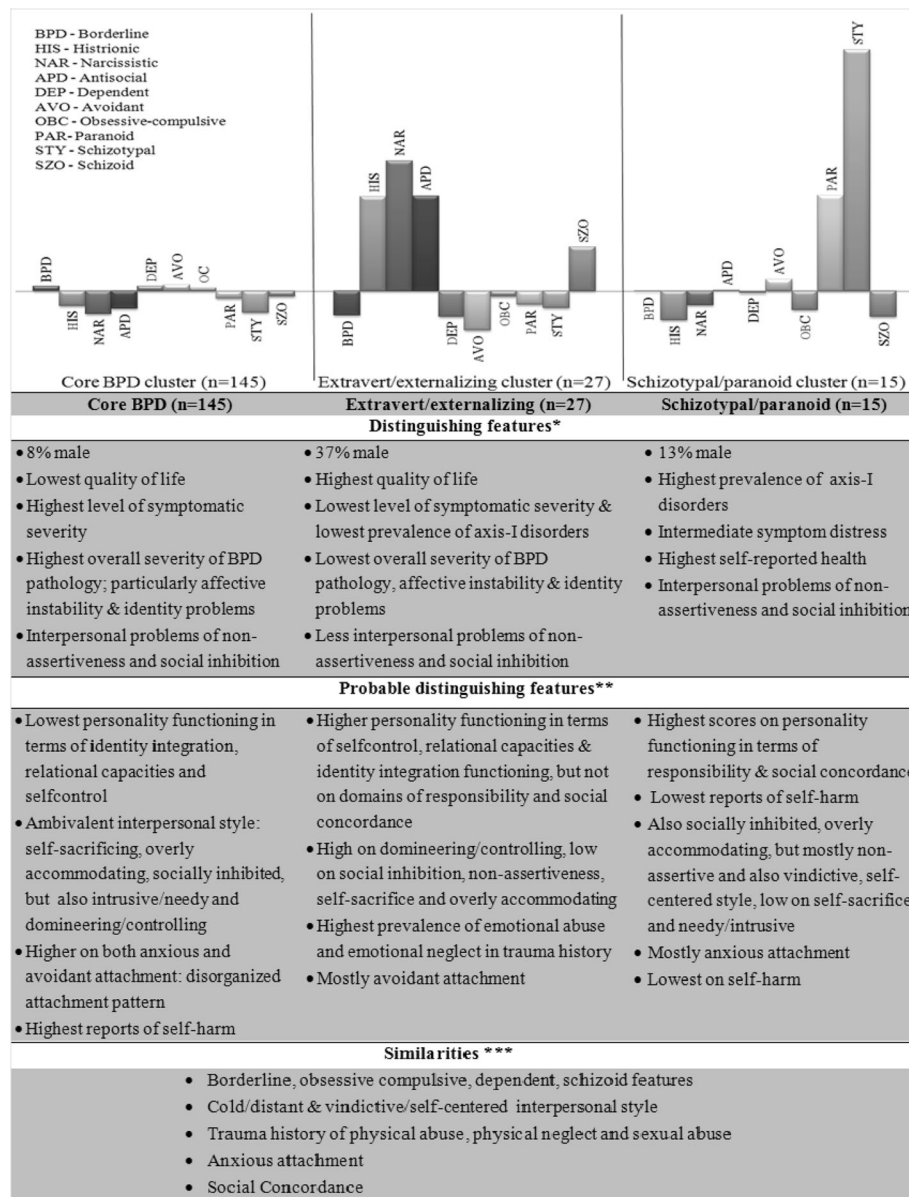 BPD - Borderline
HIS - Histrionic
NAR - Narcissistic
APD - Antisocial
DEP - Dependent
AVO - Avoidant
OBC - Obsessive-compulsive
PAR- Paranoid
STY - Schizotypal
SZO - Schizoid
BPD
HIS
NAR
APD
DEP
AVO
OC
PAR
STY
SZO
Core BPD cluster (n=145)
BPD
HIS
NAR
APD
DEP
AVO
OBC
PAR
STY
SZO
Extravert/externalizing cluster (n=27)
BPD
HIS
NAR
APD
DEP
AVO
OBC
PAR
STY
SZO
Schizotypal/paranoid cluster (n=15)
Core BPD (n=145)
Extravert/externalizing (n=27)
Schizotypal/paranoid (n=15)
Distinguishing features*
• 8% male
• Lowest quality of life
• Highest level of symptomatic
severity
• Highest overall severity of BPD
pathology; particularly affective
instability & identity problems
• Interpersonal problems of non-
assertiveness and social inhibition
• 37% male
• Highest quality of life
• Lowest level of symptomatic severity &
lowest prevalence of axis-I disorders
• Lowest overall severity of BPD
pathology, affective instability & identity
problems
• Less interpersonal problems of non-
assertiveness and social inhibition
• 13% male
• Highest prevalence of axis-I
disorders
• Intermediate symptom distress
• Highest self-reported health
• Interpersonal problems of non-
assertiveness and social inhibition
Probable distinguishing features**
• Lowest personality functioning in
terms of identity integration,
relational capacities and
selfcontrol
• Ambivalent interpersonal style:
self-sacrificing, overly
accommodating, socially inhibited,
but also intrusive/needy and
domineering/controlling
• Higher on both anxious and
avoidant attachment: disorganized
attachment pattern
• Highest reports of self-harm
• Higher personality functioning in terms
of selfcontrol, relational capacities &
identity integration functioning, but not
on domains of responsibility and social
concordance
• High on domineering/controlling, low
on social inhibition, non-assertiveness,
self-sacrifice and overly accommodating
• Highest prevalence of emotional abuse
and emotional neglect in trauma history
• Mostly avoidant attachment
• Highest scores on personality
functioning in terms of
responsibility & social concordance
• Lowest reports of self-harm
• Also socially inhibited, overly
accommodating, but mostly non-
assertive and also vindictive, self-
centered style, low on self-sacrifice
and needy/intrusive
• Mostly anxious attachment
• Lowest on self-harm
Similarities ***
• Borderline, obsessive compulsive, dependent, schizoid features
• Cold/distant & vindictive/self-centered interpersonal style
• Trauma history of physical abuse, physical neglect and sexual abuse
• Anxious attachment
• Social Concordance